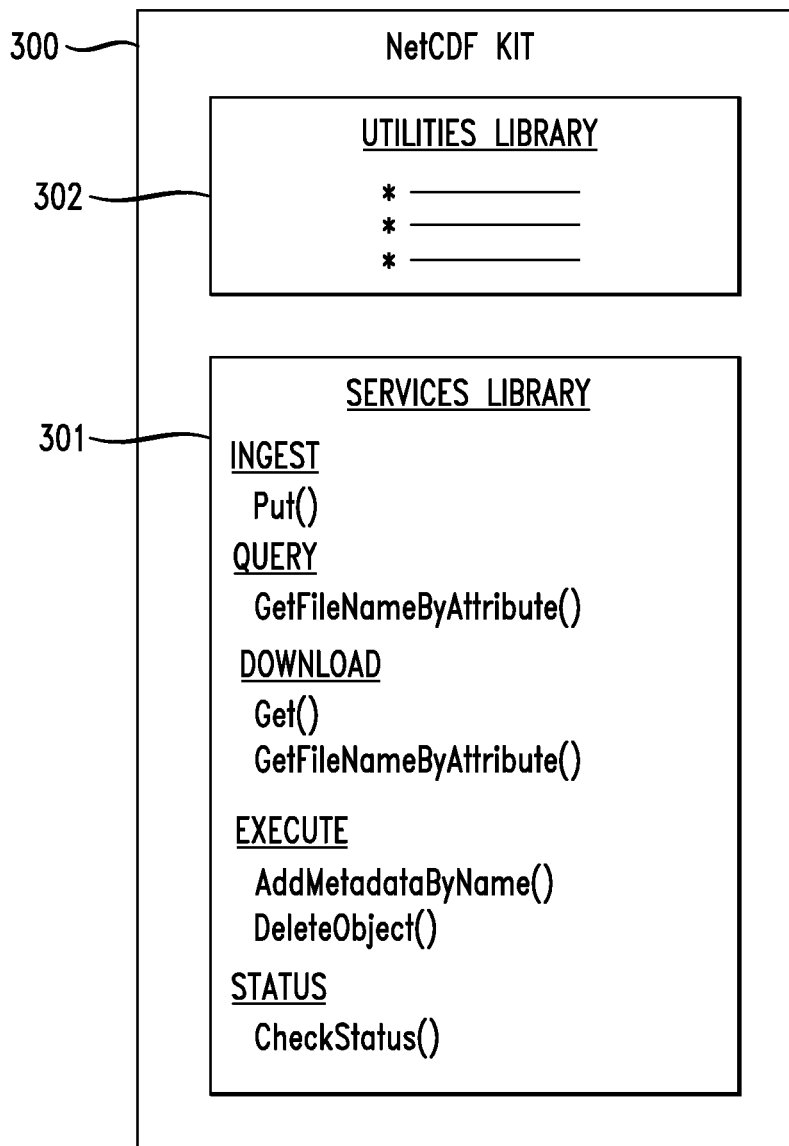 300
NetCDF KIT
UTILITIES LIBRARY
302
*
*
*
SERVICES LIBRARY
301
INGEST
Put()
QUERY
GetFileNameByAttribute()
DOWNLOAD
Get()
GetFileNameByAttribute()
EXECUTE
AddMetadataByName()
DeleteObject()
STATUS
CheckStatus()